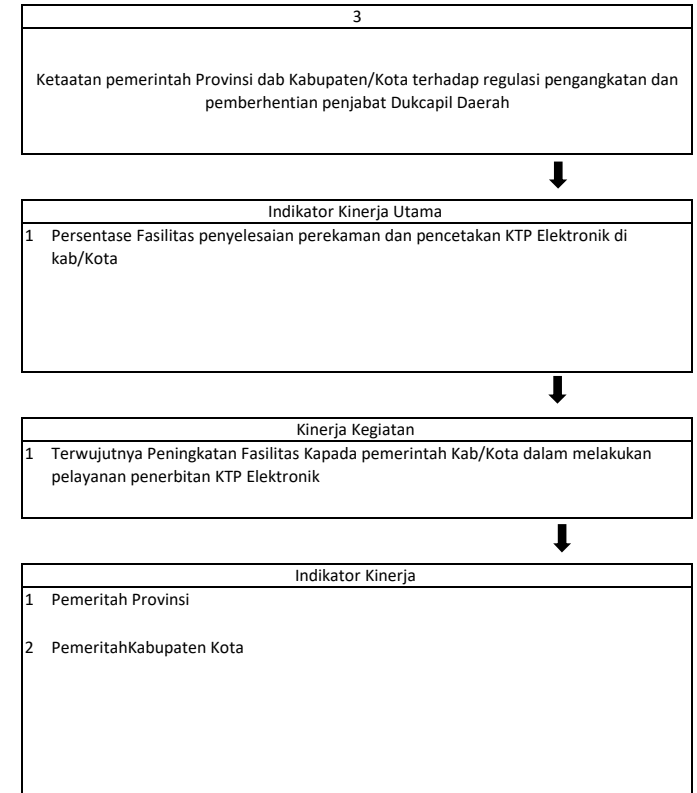 3
Ketaatan pemerintah Provinsi dab Kabupaten/Kota terhadap regulasi pengangkatan dan
pemberhentian penjabat Dukcapil Daerah
Indikator Kinerja Utama
1 Persentase Fasilitas penyelesaian perekaman dan pencetakan KTP Elektronik di
kab/Kota
Kinerja Kegiatan
1 Terwujutnya Peningkatan Fasilitas Kapada pemerintah Kab/Kota dalam melakukan
pelayanan penerbitan KTP Elektronik
Indikator Kinerja
1 Pemeritah Provinsi
2 PemeritahKabupaten Kota